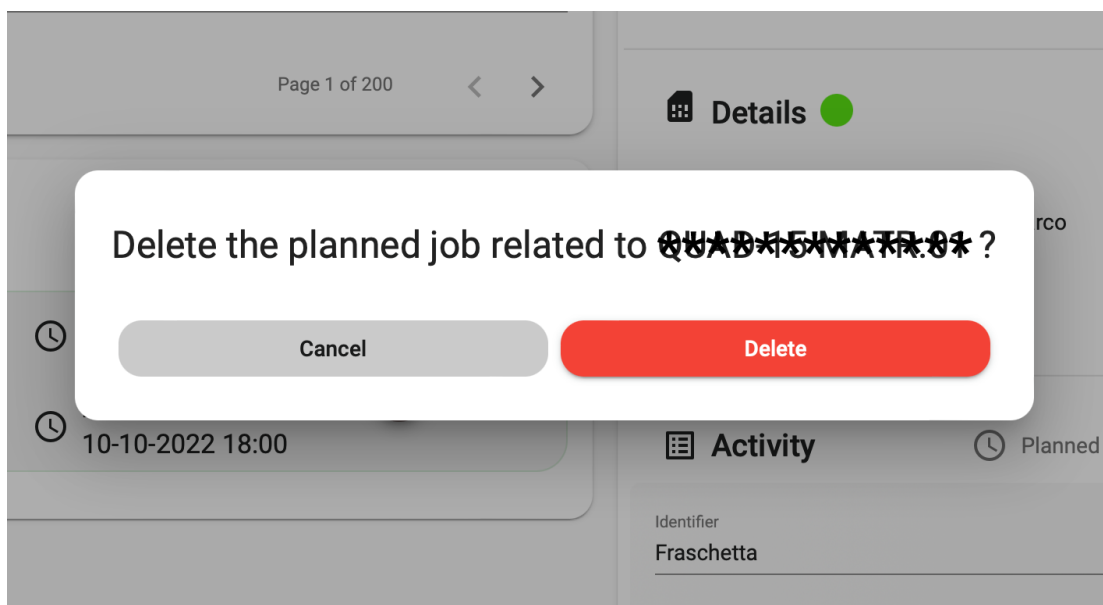 Page 1 of 200
Details
rco
Delete the planned job related to ?
Cancel
Delete
10-10-2022 18:00
Activity
Planned
Identifier
Fraschetta